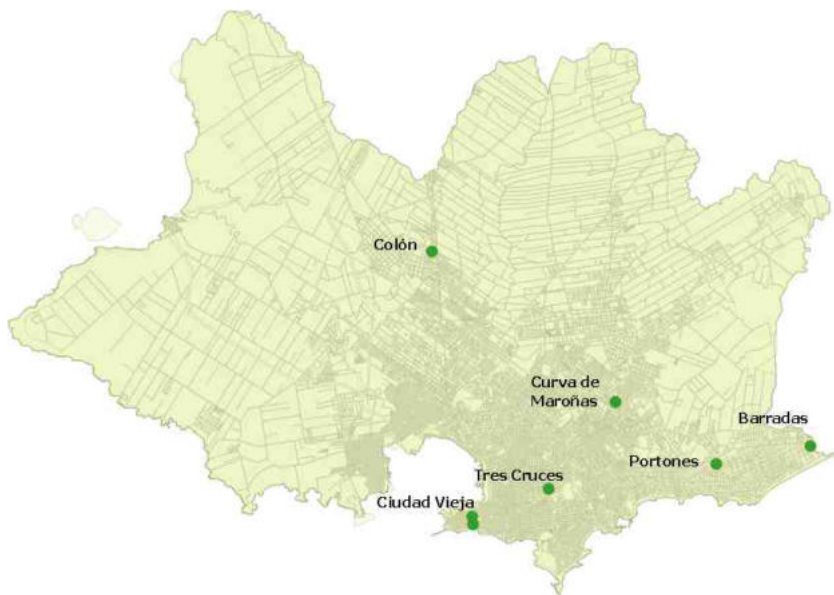 Colón
Curva de
Maroñas
Barradas
Portones
Tres Cruces
Ciudad Vieja